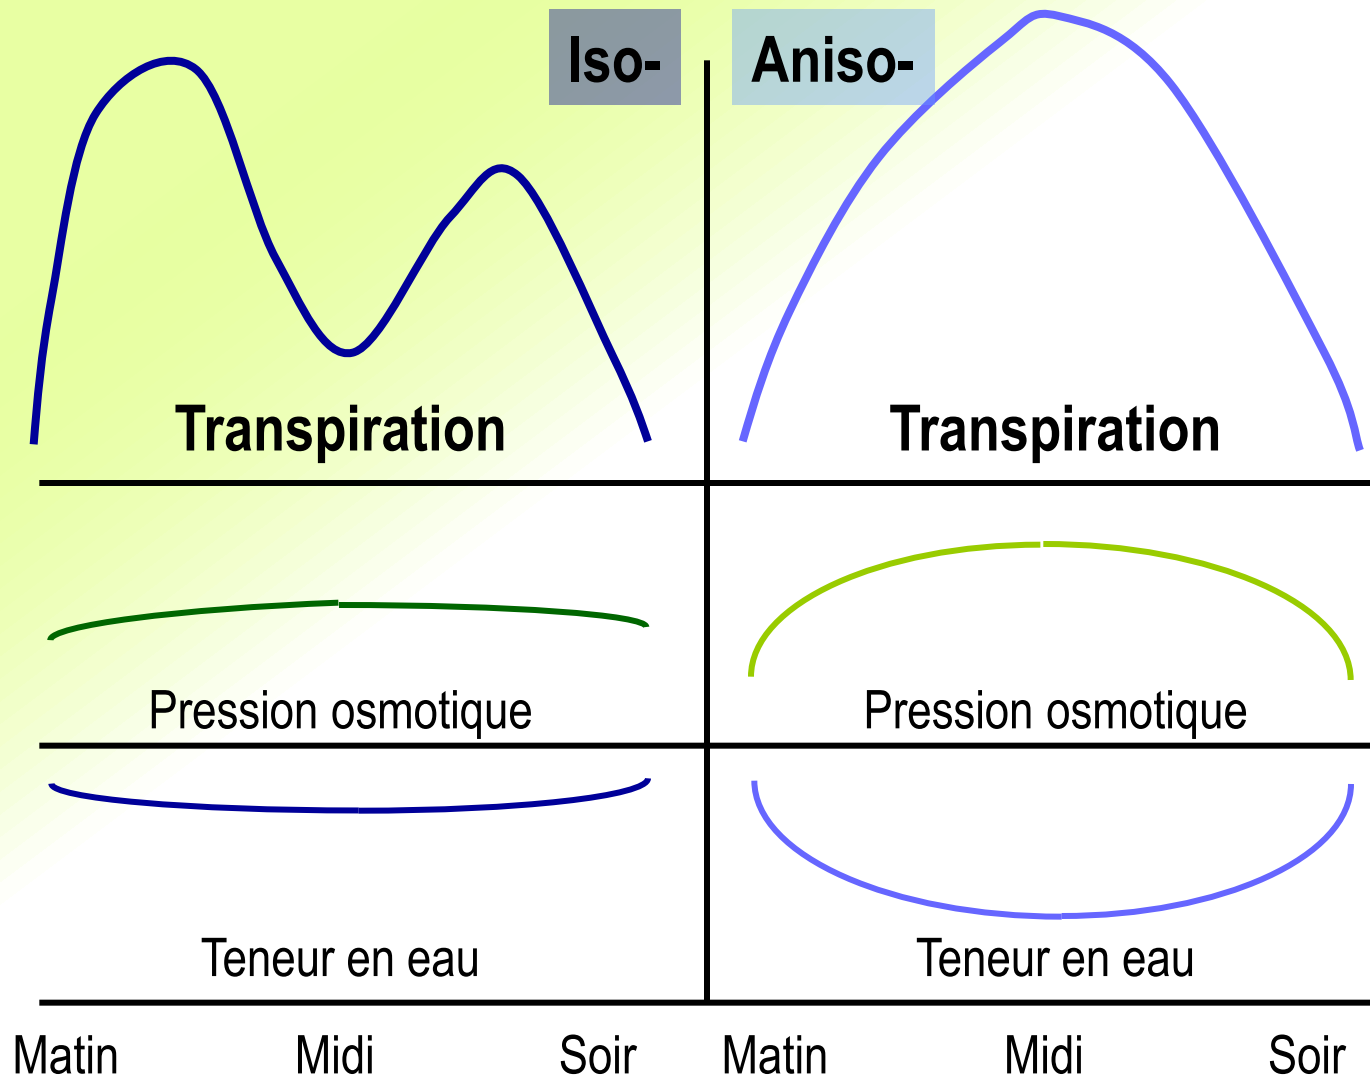 Iso-
Aniso-
Transpiration
Transpiration
Pression osmotique
Pression osmotique
Teneur en eau
Teneur en eau
Matin Midi Soir Matin Midi Soir